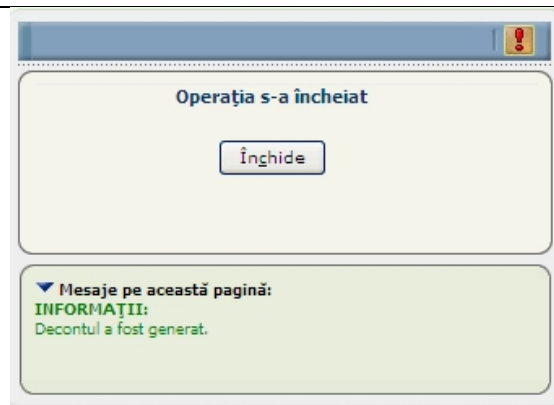 Operația s-a încheiat
Închide
Mesaje pe această pagină:
INFORMAȚII:
Decontul a fost generat.